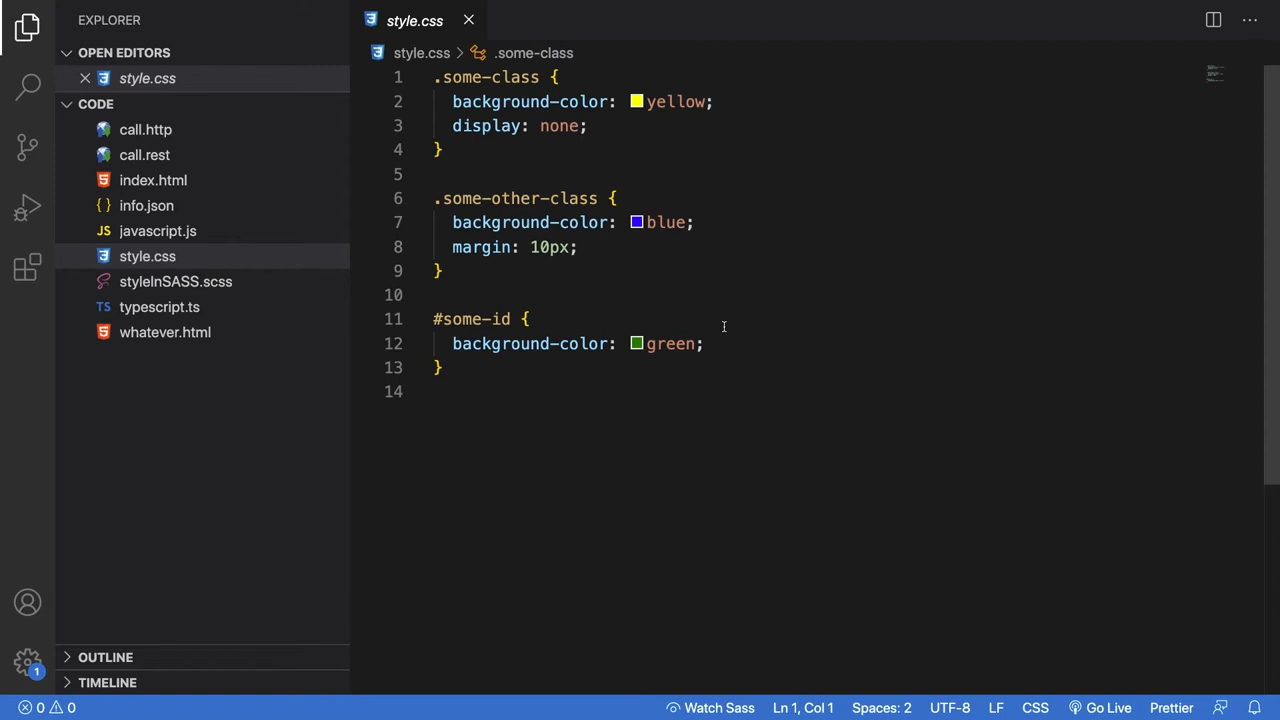 EXPLORER
OPEN EDITORS
style.css
CODE
call.http
call.rest
index.html
{ } info.json
JS javascript.js
style.css
styleInSASS.scss
TS typescript.ts
whatever.html
OUTLINE
TIMELINE
1
style.css
style.css > .some-class
1 .some-class {
2   background-color: yellow;
3   display: none;
4 }
5
6 .some-other-class {
7   background-color: blue;
8   margin: 10px;
9 }
10
11 #some-id {
12   background-color: green;
13 }
14
0 0 Watch Sass Ln 1, Col 1 Spaces: 2 UTF-8 LF CSS Go Live Prettier